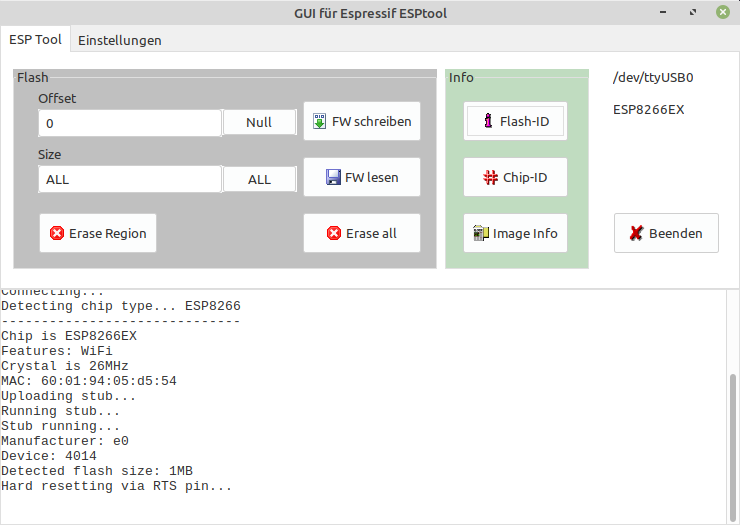 GUI für Espressif ESPtool
ESP Tool
Einstellungen
Flash
Offset
0
Null
FW schreiben
Size
ALL
ALL
FW lesen
Erase Region
Erase all
Info
Flash-ID
Chip-ID
Image Info
/dev/ttyUSB0
ESP8266EX
Beenden
Connecting...
Detecting chip type... ESP8266
-------------------------------
Chip is ESP8266EX
Features: WiFi
Crystal is 26MHz
MAC: 60:01:94:05:d5:54
Uploading stub...
Running stub...
Stub running...
Manufacturer: e0
Device: 4014
Detected flash size: 1MB
Hard resetting via RTS pin...